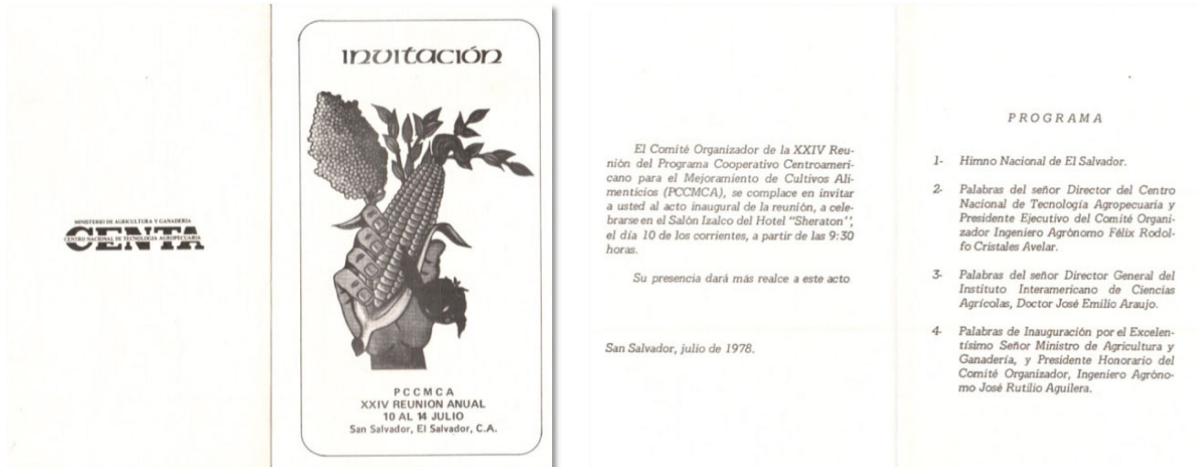 MINISTERIO DE AGRICULTURA Y GANADERIA
CENTA
CENTRO NACIONAL DE TECNOLOGIA AGROPECUARIA
INVITACIÓN
PCCMCA
XXIV REUNION ANUAL
10 AL 14 JULIO
San Salvador, El Salvador, C.A.
El Comité Organizador de la XXIV Reu-
nión del Programa Cooperativo Centroameri-
cano para el Mejoramiento de Cultivos Ali-
menticios (PCCMCA), se complace en invitar
a usted al acto inaugural de la reunión, a cele-
brarse en el Salón Izalco del Hotel "Sheraton",
el día 10 de los corrientes, a partir de las 9:30
horas.
Su presencia dará más realce a este acto
San Salvador, julio de 1978.
PROGRAMA
1- Himno Nacional de El Salvador.
2- Palabras del señor Director del Centro
Nacional de Tecnología Agropecuaria y
Presidente Ejecutivo del Comité Organi-
zador Ingeniero Agrónomo Félix Rodol-
fo Cristales Avelar.
3- Palabras del señor Director General del
Instituto Interamericano de Ciencias
Agrícolas, Doctor José Emilio Araujo.
4- Palabras de Inauguración por el Excelen-
tísimo Señor Ministro de Agricultura y
Ganadería, y Presidente Honorario del
Comité Organizador, Ingeniero Agróno-
mo José Rutilio Aguilera.